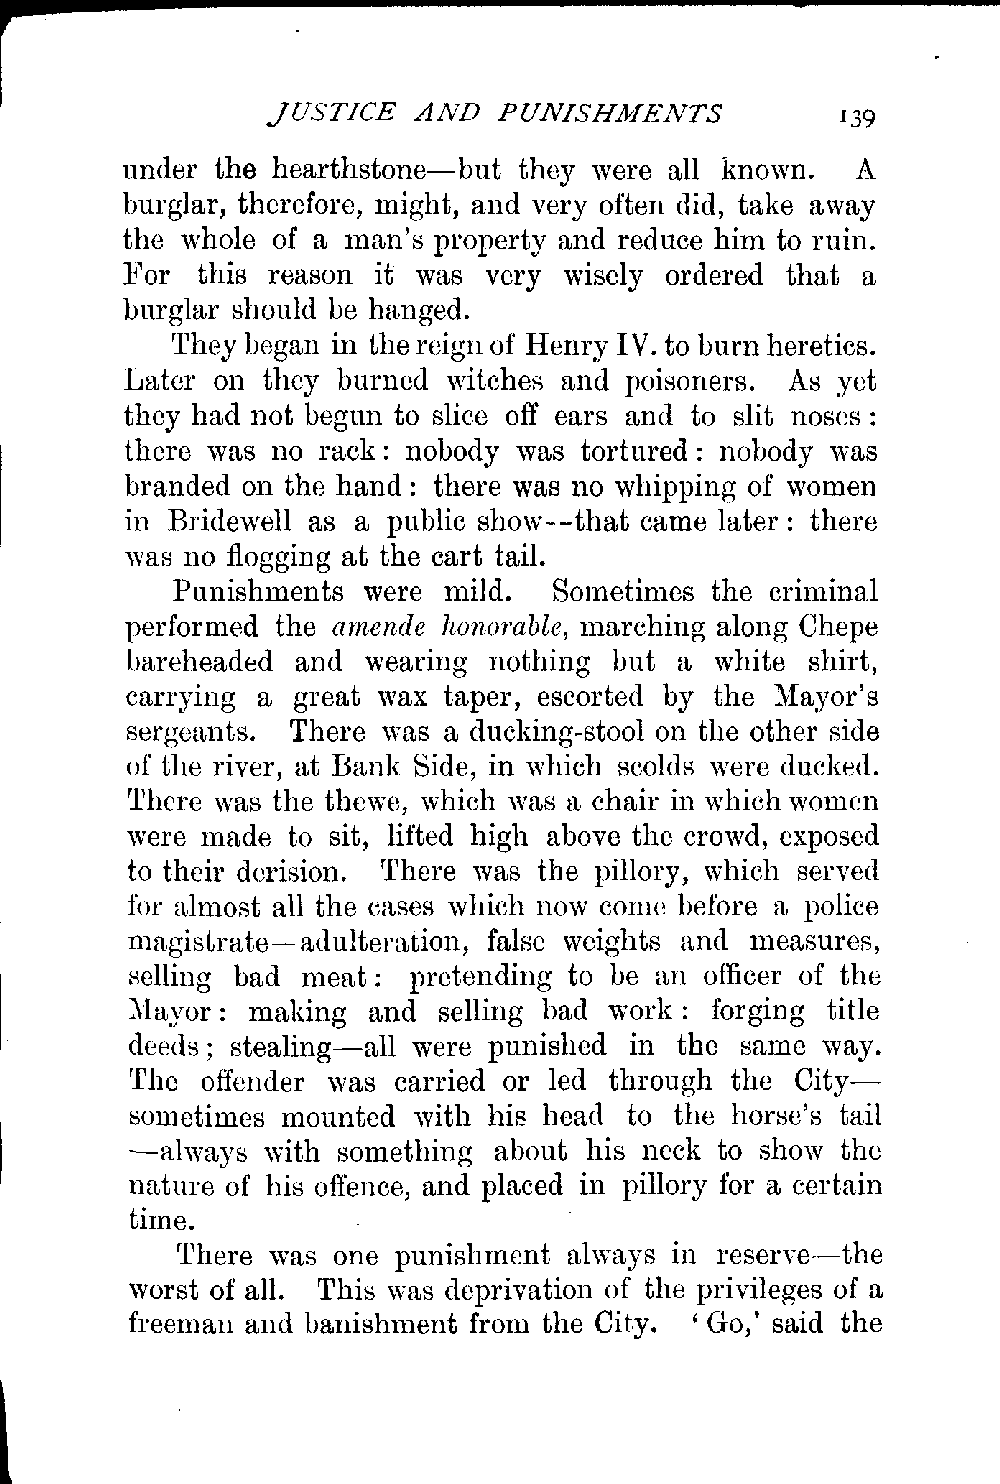 JUSTICE AND PUNISHMENTS 139
under the hearthstone—but they were all known. A
burglar, therefore, might, and very often did, take away
the whole of a man's property and reduce him to ruin.
For this reason it was very wisely ordered that a
burglar should be hanged.
They began in the reign of Henry IV. to burn heretics.
Later on they burned witches and poisoners. As yet
they had not begun to slice off ears and to slit noses:
there was no rack: nobody was tortured: nobody was
branded on the hand: there was no whipping of women
in Bridewell as a public show--that came later: there
was no flogging at the cart tail.
Punishments were mild. Sometimes the criminal
performed the amende honorable, marching along Chepe
bareheaded and wearing nothing but a white shirt,
carrying a great wax taper, escorted by the Mayor's
sergeants. There was a ducking-stool on the other side
of the river, at Bank Side, in which scolds were ducked.
There was the thewe, which was a chair in which women
were made to sit, lifted high above the crowd, exposed
to their derision. There was the pillory, which served
for almost all the cases which now come before a police
magistrate—adulteration, false weights and measures,
selling bad meat: pretending to be an officer of the
Mayor: making and selling bad work: forging title
deeds; stealing—all were punished in the same way.
The offender was carried or led through the City—
sometimes mounted with his head to the horse's tail
—always with something about his neck to show the
nature of his offence, and placed in pillory for a certain
time.
There was one punishment always in reserve—the
worst of all. This was deprivation of the privileges of a
freeman and banishment from the City. ‘Go,’ said the